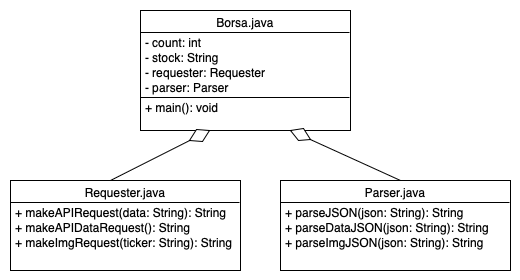 Borsa.java
- count: int
- stock: String
- requester: Requester
- parser: Parser
+ main(): void
Requester.java
+ makeAPIRequest(data: String): String
+ makeAPIDataRequest(): String
+ makeImgRequest(ticker: String): String
Parser.java
+ parseJSON(json: String): String
+ parseDataJSON(json: String): String
+ parseImgJSON(json: String): String